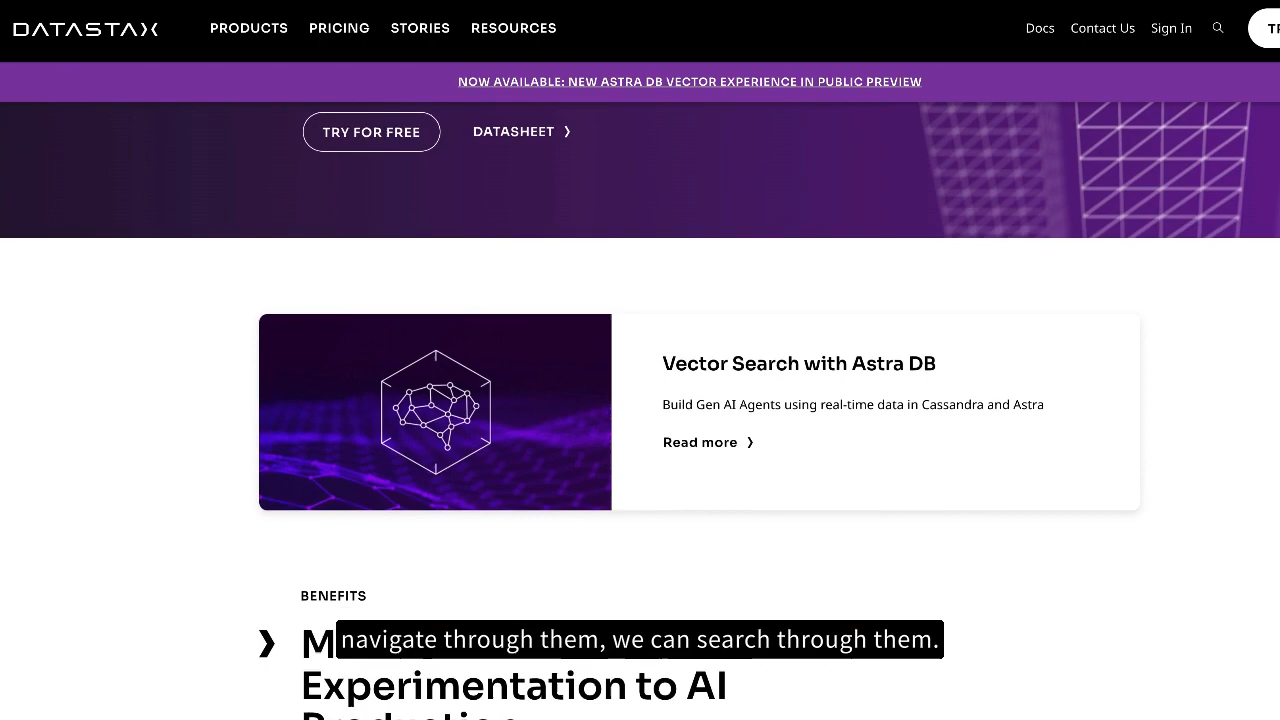 DATASTAX PRODUCTS PRICING STORIES RESOURCES Docs Contact Us Sign In
NOW AVAILABLE: NEW ASTRA DB VECTOR EXPERIENCE IN PUBLIC PREVIEW
TRY FOR FREE DATASHEET
Vector Search with Astra DB
Build Gen AI Agents using real-time data in Cassandra and Astra
Read more
BENEFITS
navigate through them, we can search through them.
Experimentation to AI